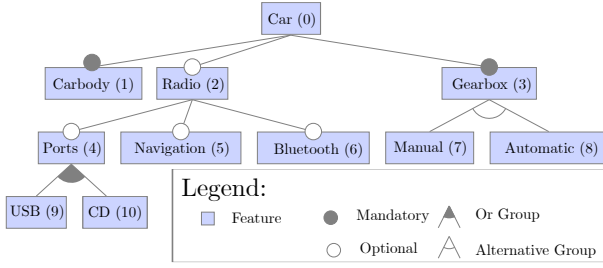 Car (0)
Carbody (1) Radio (2) Gearbox (3)
Ports (4) Navigation (5) Bluetooth (6) Manual (7) Automatic (8)
USB (9) CD (10)
Legend:
Feature Mandatory Or Group
Optional Alternative Group